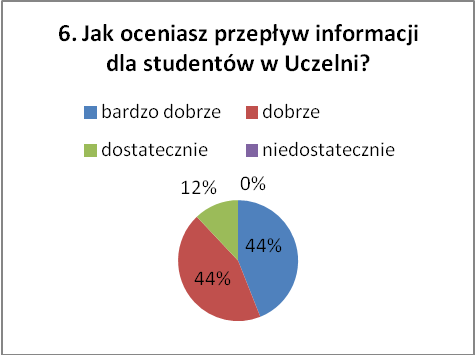 6. Jak oceniasz przepływ informacji
dla studentów w Uczelni?
bardzo dobrze dobrze
dostatecznie niedostatecznie
12% 0%
44%
44%